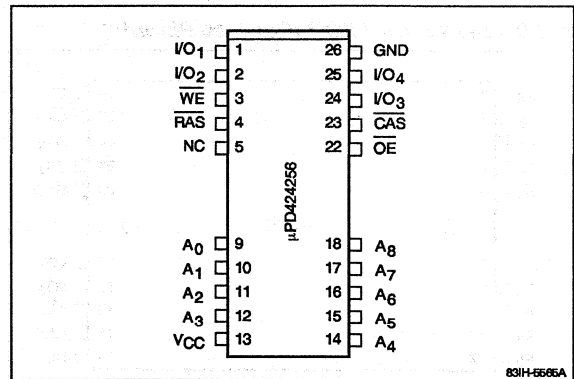 I/O₁ 1 26 GND
I/O₂ 2 25 I/O₄
WE 3 24 I/O₃
RAS 4 23 CAS
NC 5 22 OE
μPD424256
A₀ 9 18 A₈
A₁ 10 17 A₇
A₂ 11 16 A₆
A₃ 12 15 A₅
VCC 13 14 A₄
83IH-5565A